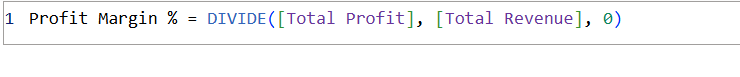 1 Profit Margin % = DIVIDE([Total Profit], [Total Revenue], 0)